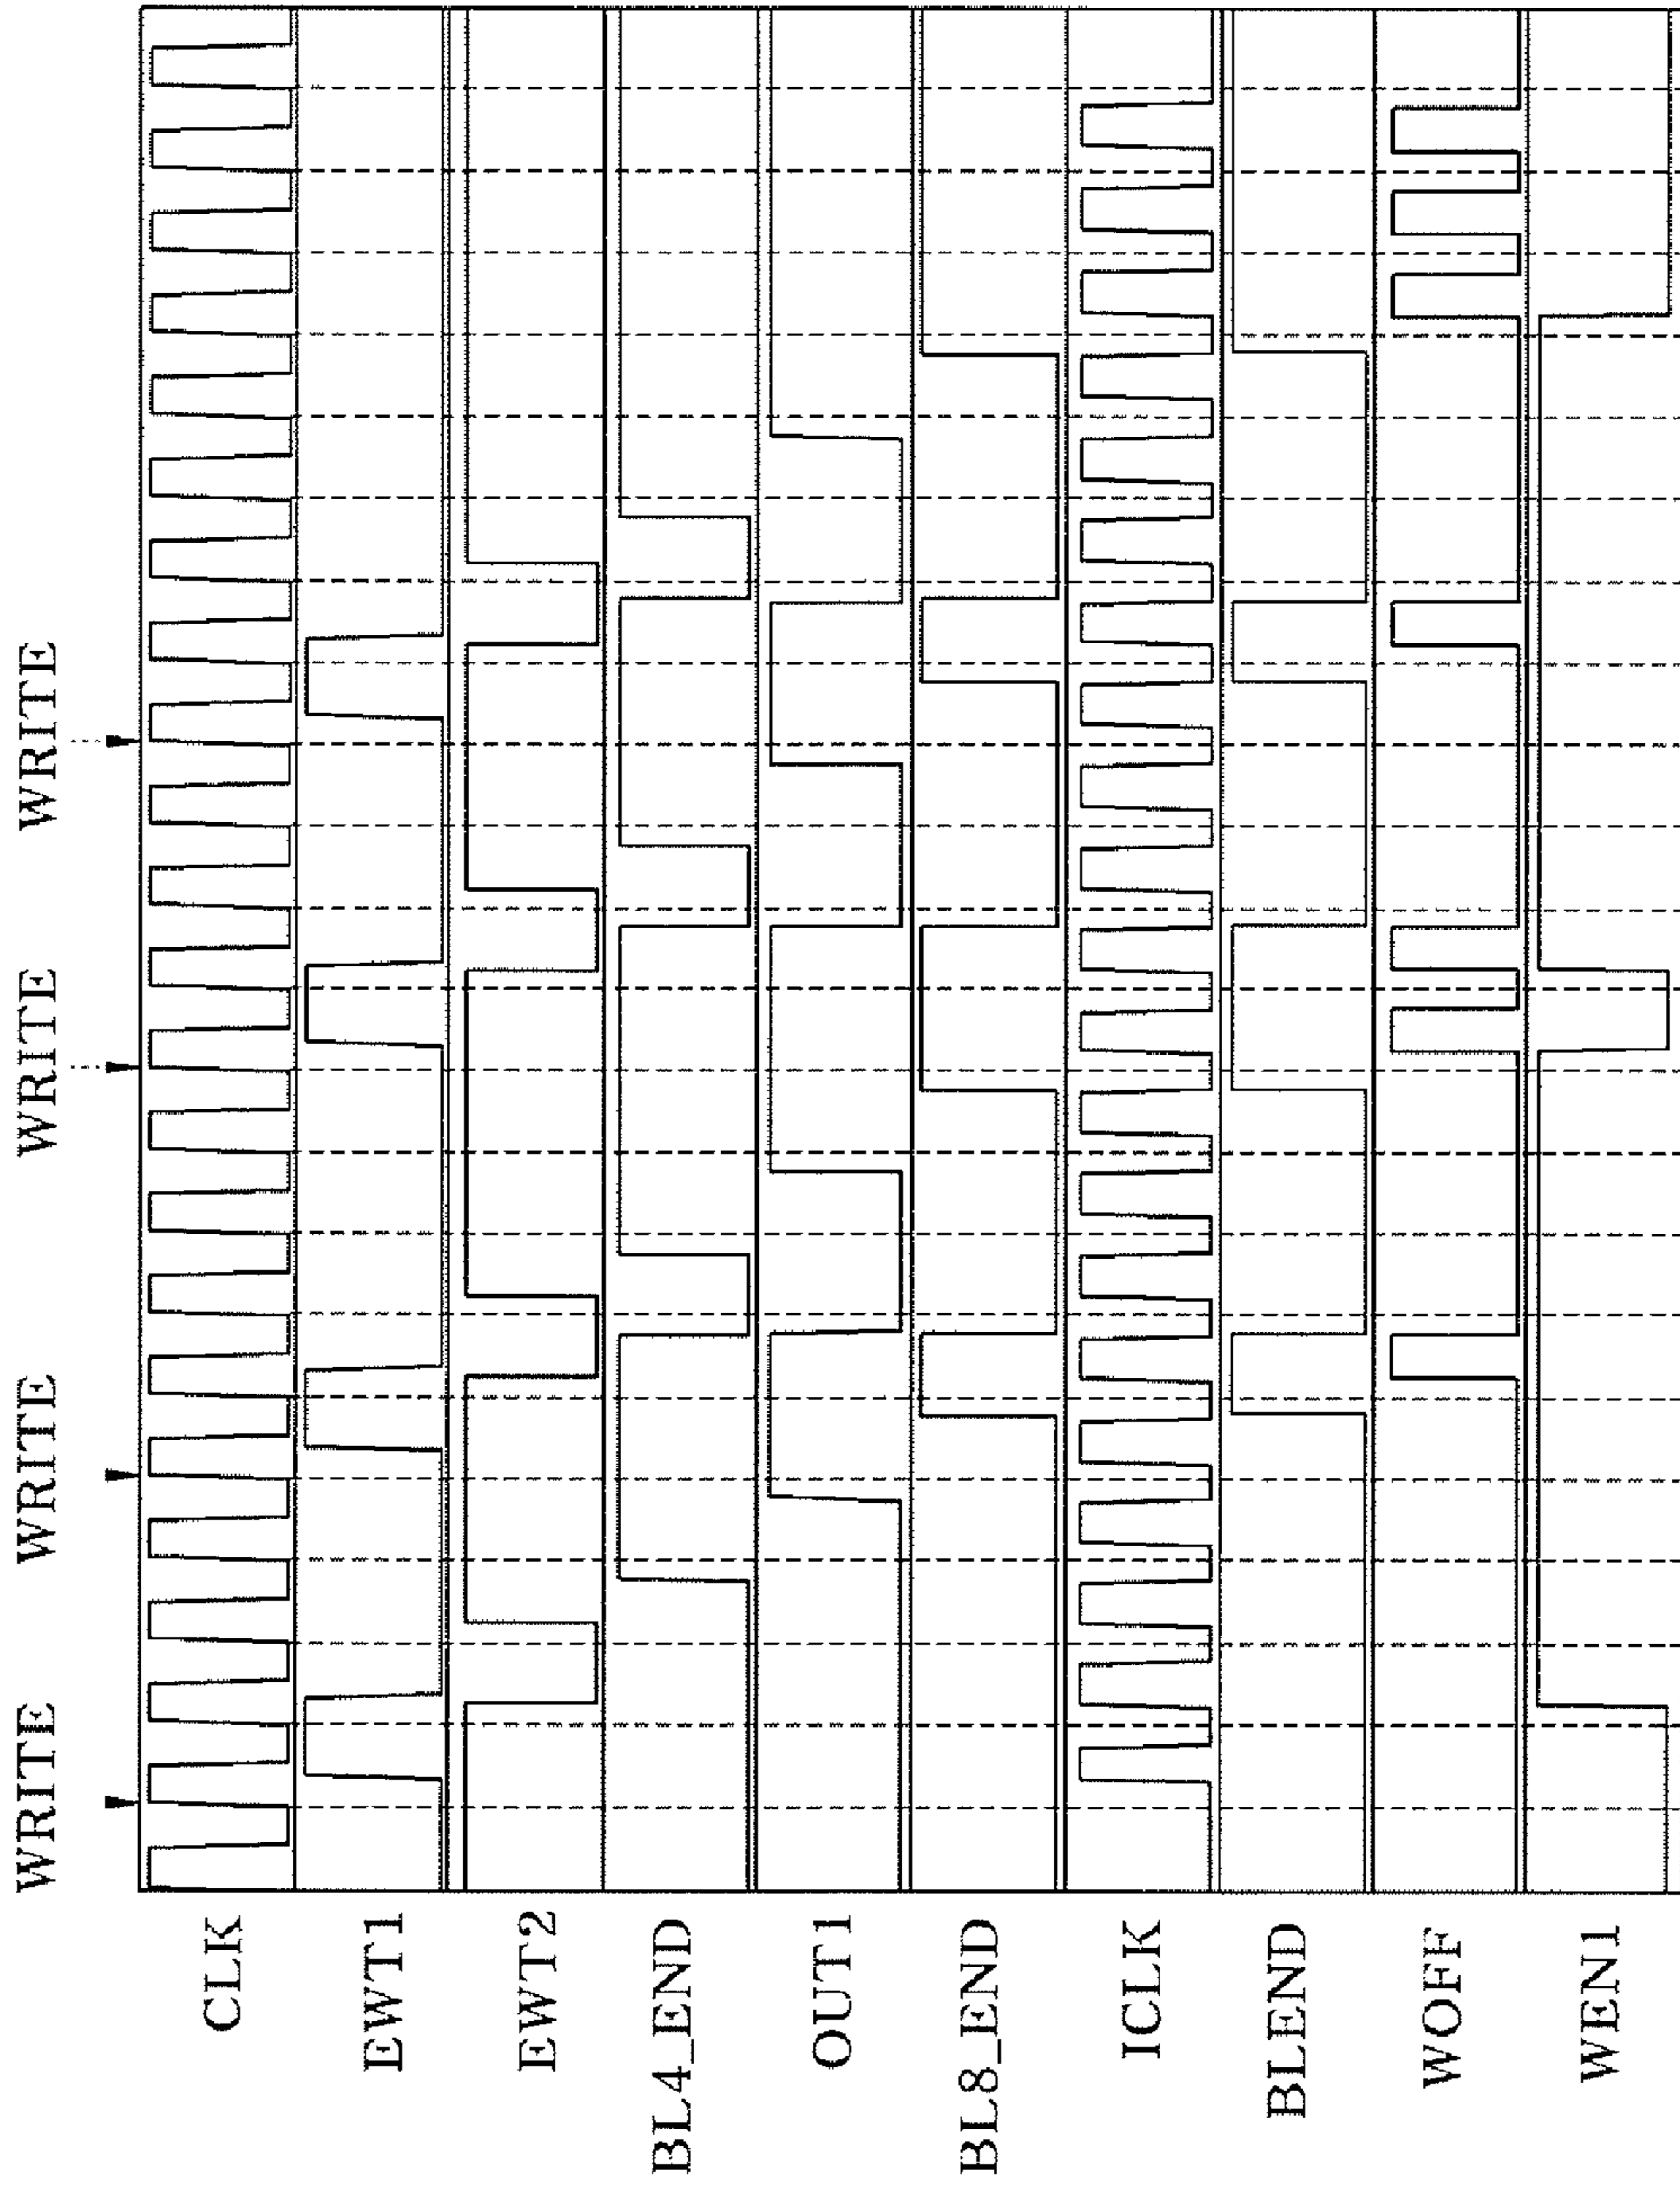 WRITE WRITE WRITE WRITE
CLK
EWT1
EWT2
BL4_END
OUT1
BL8_END
ICLK
BLEND
WOFF
WEN1